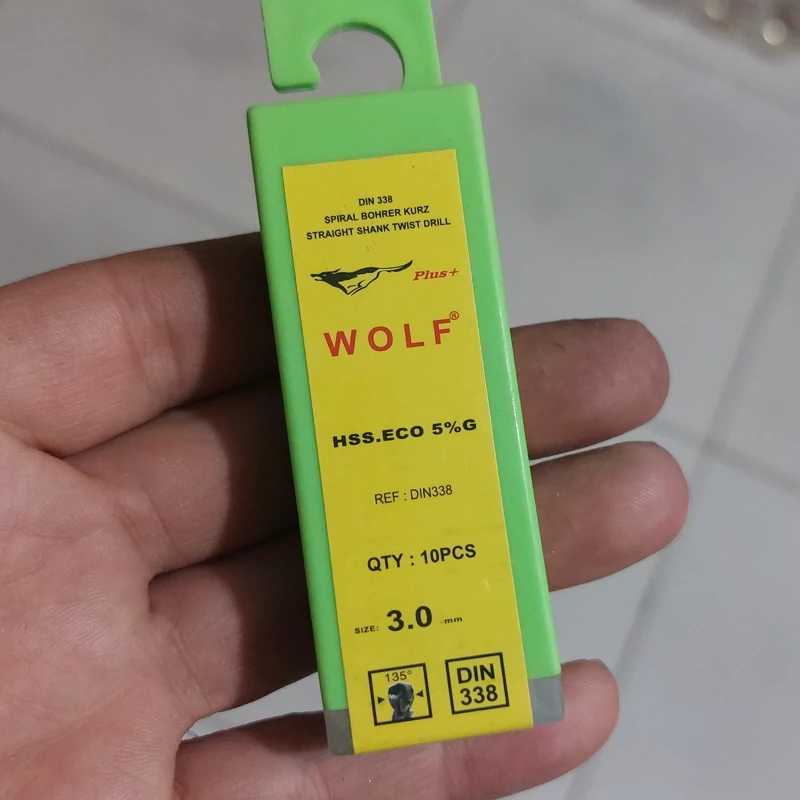 DIN 338
SPIRAL BOHRER KURZ
STRAIGHT SHANK TWIST DRILL
Plus+
WOLF®
HSS.ECO 5%G
REF : DIN338
QTY : 10PCS
SIZE: 3.0 mm
135°
DIN
338